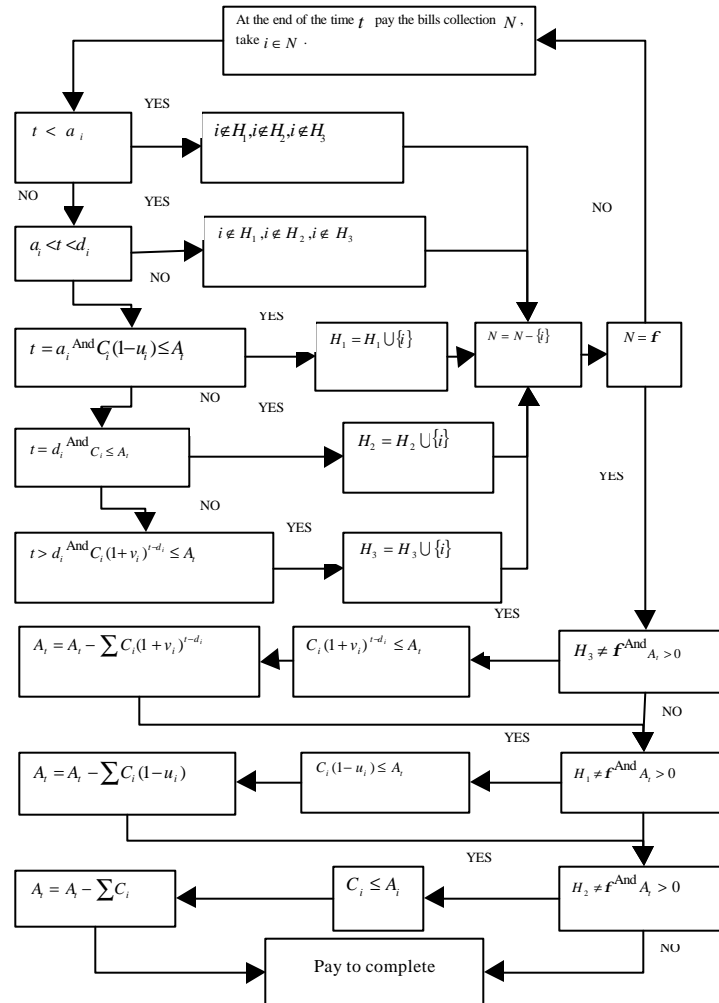 At the end of the time t pay the bills collection N ,
take i ∈ N .
YES
t < a_i
i∉H_1,i∉H_2,i∉H_3
NO
YES
NO
a_i<t<d_i
i ∉ H_1 ,i ∉ H_2 ,i ∉ H_3
NO
YES
t = a_i And C_i(1−u_i)≤A_t
H_1 = H_1 ∪{i}
N = N −{i}
N = f
NO
YES
t = d_i And C_i ≤ A_t
H_2 = H_2 ∪{i}
YES
NO
YES
t > d_i And C_i (1+v_i)^{t−d_i} ≤ A_t
H_3 = H_3 ∪{i}
YES
A_t = A_t − ∑ C_i(1+v_i)^{t−d_i}
C_i(1+v_i)^{t−d_i} ≤ A_t
H_3 ≠ f And A_t > 0
NO
YES
A_t = A_t −∑C_i(1−u_i)
C_i(1−u_i) ≤ A_t
H_1 ≠ f And A_t > 0
YES
A_t = A_t −∑C_i
C_i ≤ A_i
H_2 ≠ f And A_t > 0
NO
Pay to complete